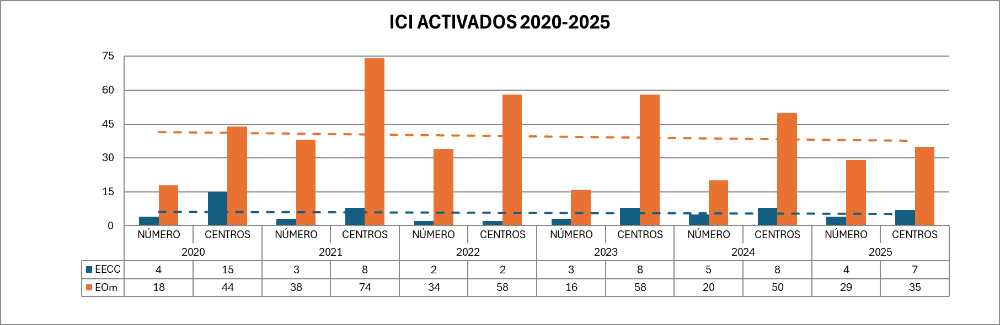 ICI ACTIVADOS 2020-2025
75
60
45
30
15
0
NÚMERO CENTROS NÚMERO CENTROS NÚMERO CENTROS NÚMERO CENTROS NÚMERO CENTROS NÚMERO CENTROS
2020 2021 2022 2023 2024 2025
EECC 4 15 3 8 2 2 3 8 5 8 4 7
EOm 18 44 38 74 34 58 16 58 20 50 29 35